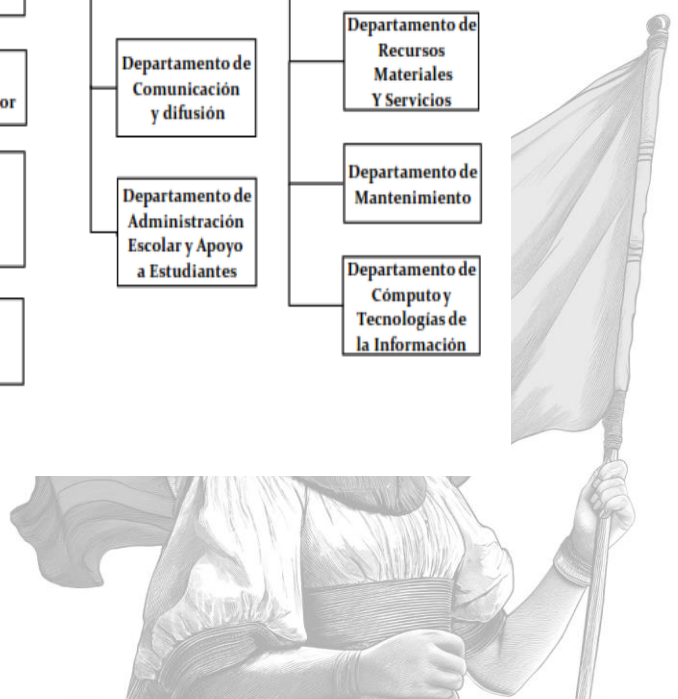 or
Departamento de
Comunicación
y difusión
Departamento de
Administración
Escolar y Apoyo
a Estudiantes
Departamento de
Recursos
Materiales
Y Servicios
Departamento de
Mantenimiento
Departamento de
Cómputo y
Tecnologías de
la Información